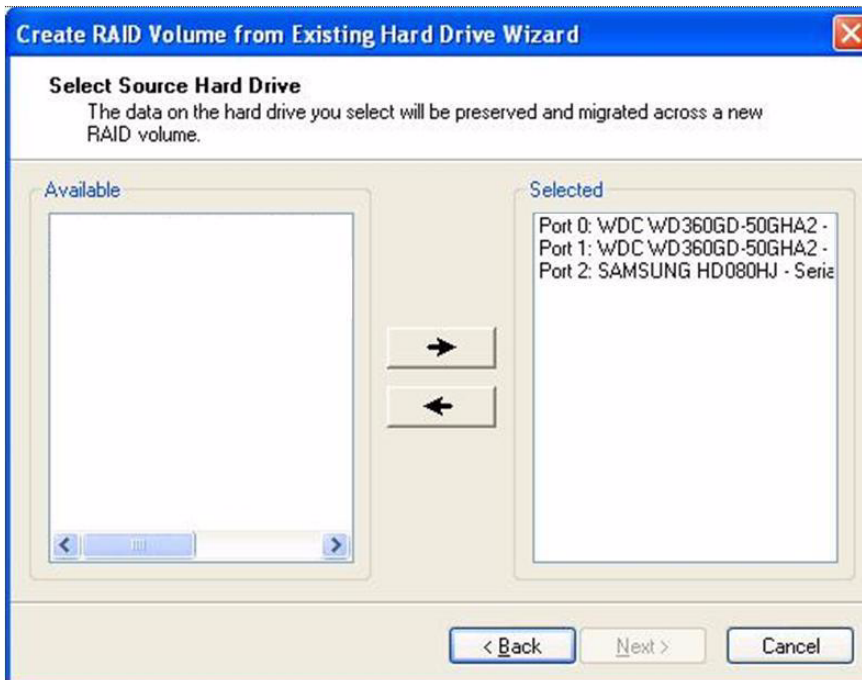 Create RAID Volume from Existing Hard Drive Wizard
Select Source Hard Drive
The data on the hard drive you select will be preserved and migrated across a new
RAID volume.
Available
Selected
Port 0: WDC WD360GD-50GHA2 -
Port 1: WDC WD360GD-50GHA2 -
Port 2: SAMSUNG HD080HJ - Seria
< Back
Next >
Cancel